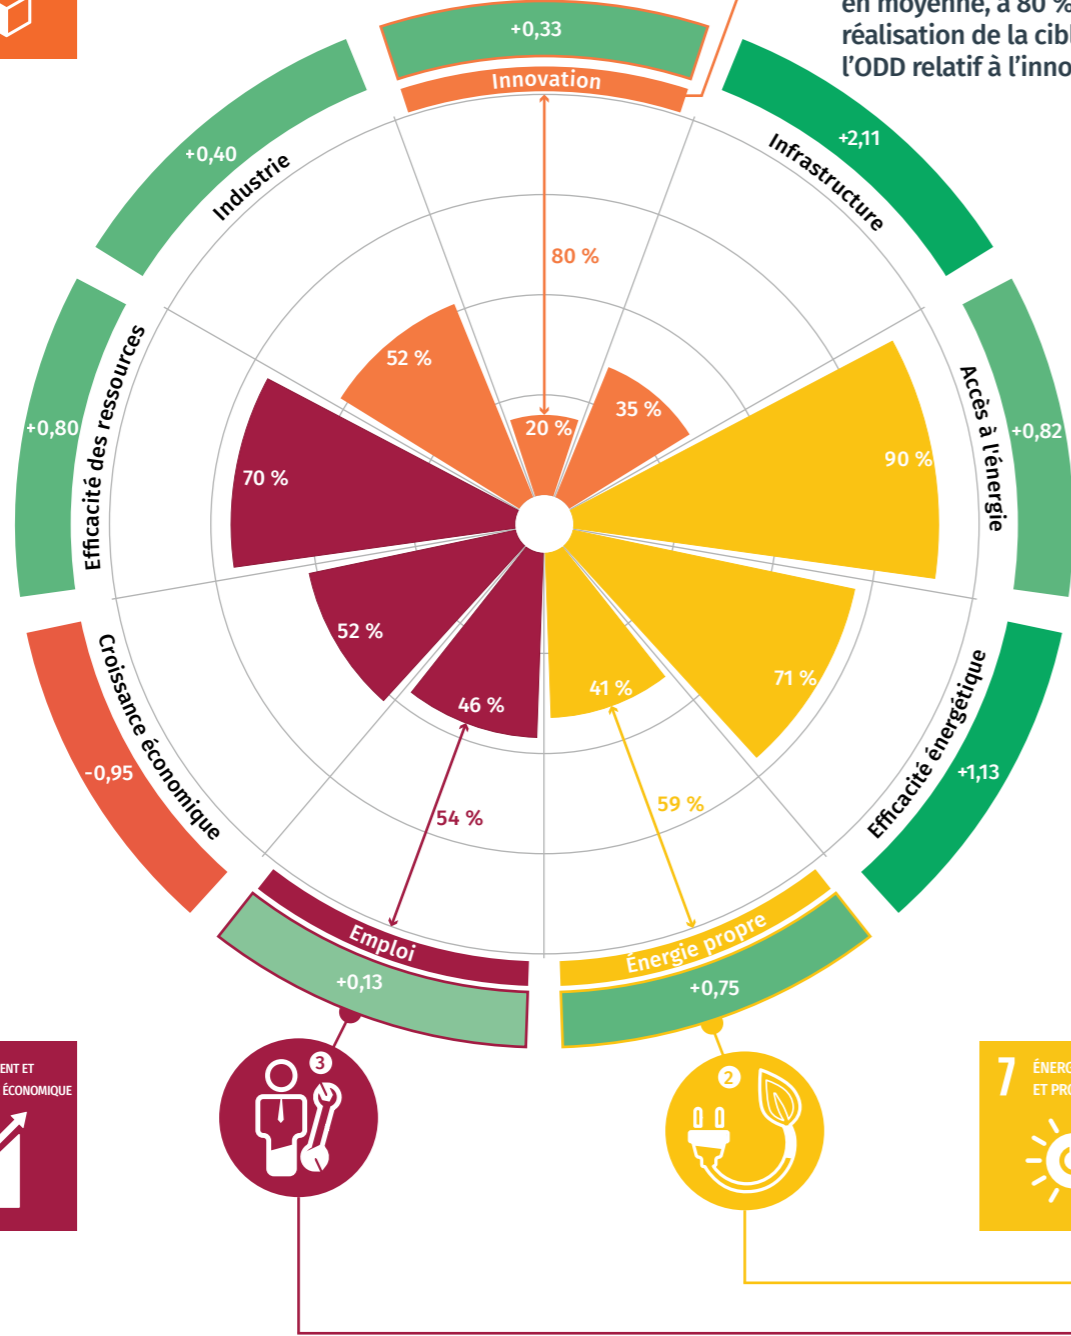 en moyenne, à 80 %
réalisation de la cibl
l’ODD relatif à l’inno
+0,33
Innovation
+2,11
Infrastructure
+0,40
Industrie
80 %
52 %
35 %
20 %
+0,82
Accès à l'énergie
90 %
+0,80
Efficacité des ressources
70 %
71 %
Efficacité énergétique
+1,13
52 %
Croissance économique
-0,95
46 %
41 %
54 %
59 %
Emploi
+0,13
Énergie propre
+0,75
3
2
ENT ET
ÉCONOMIQUE
7
ÉNERG
ET PRO